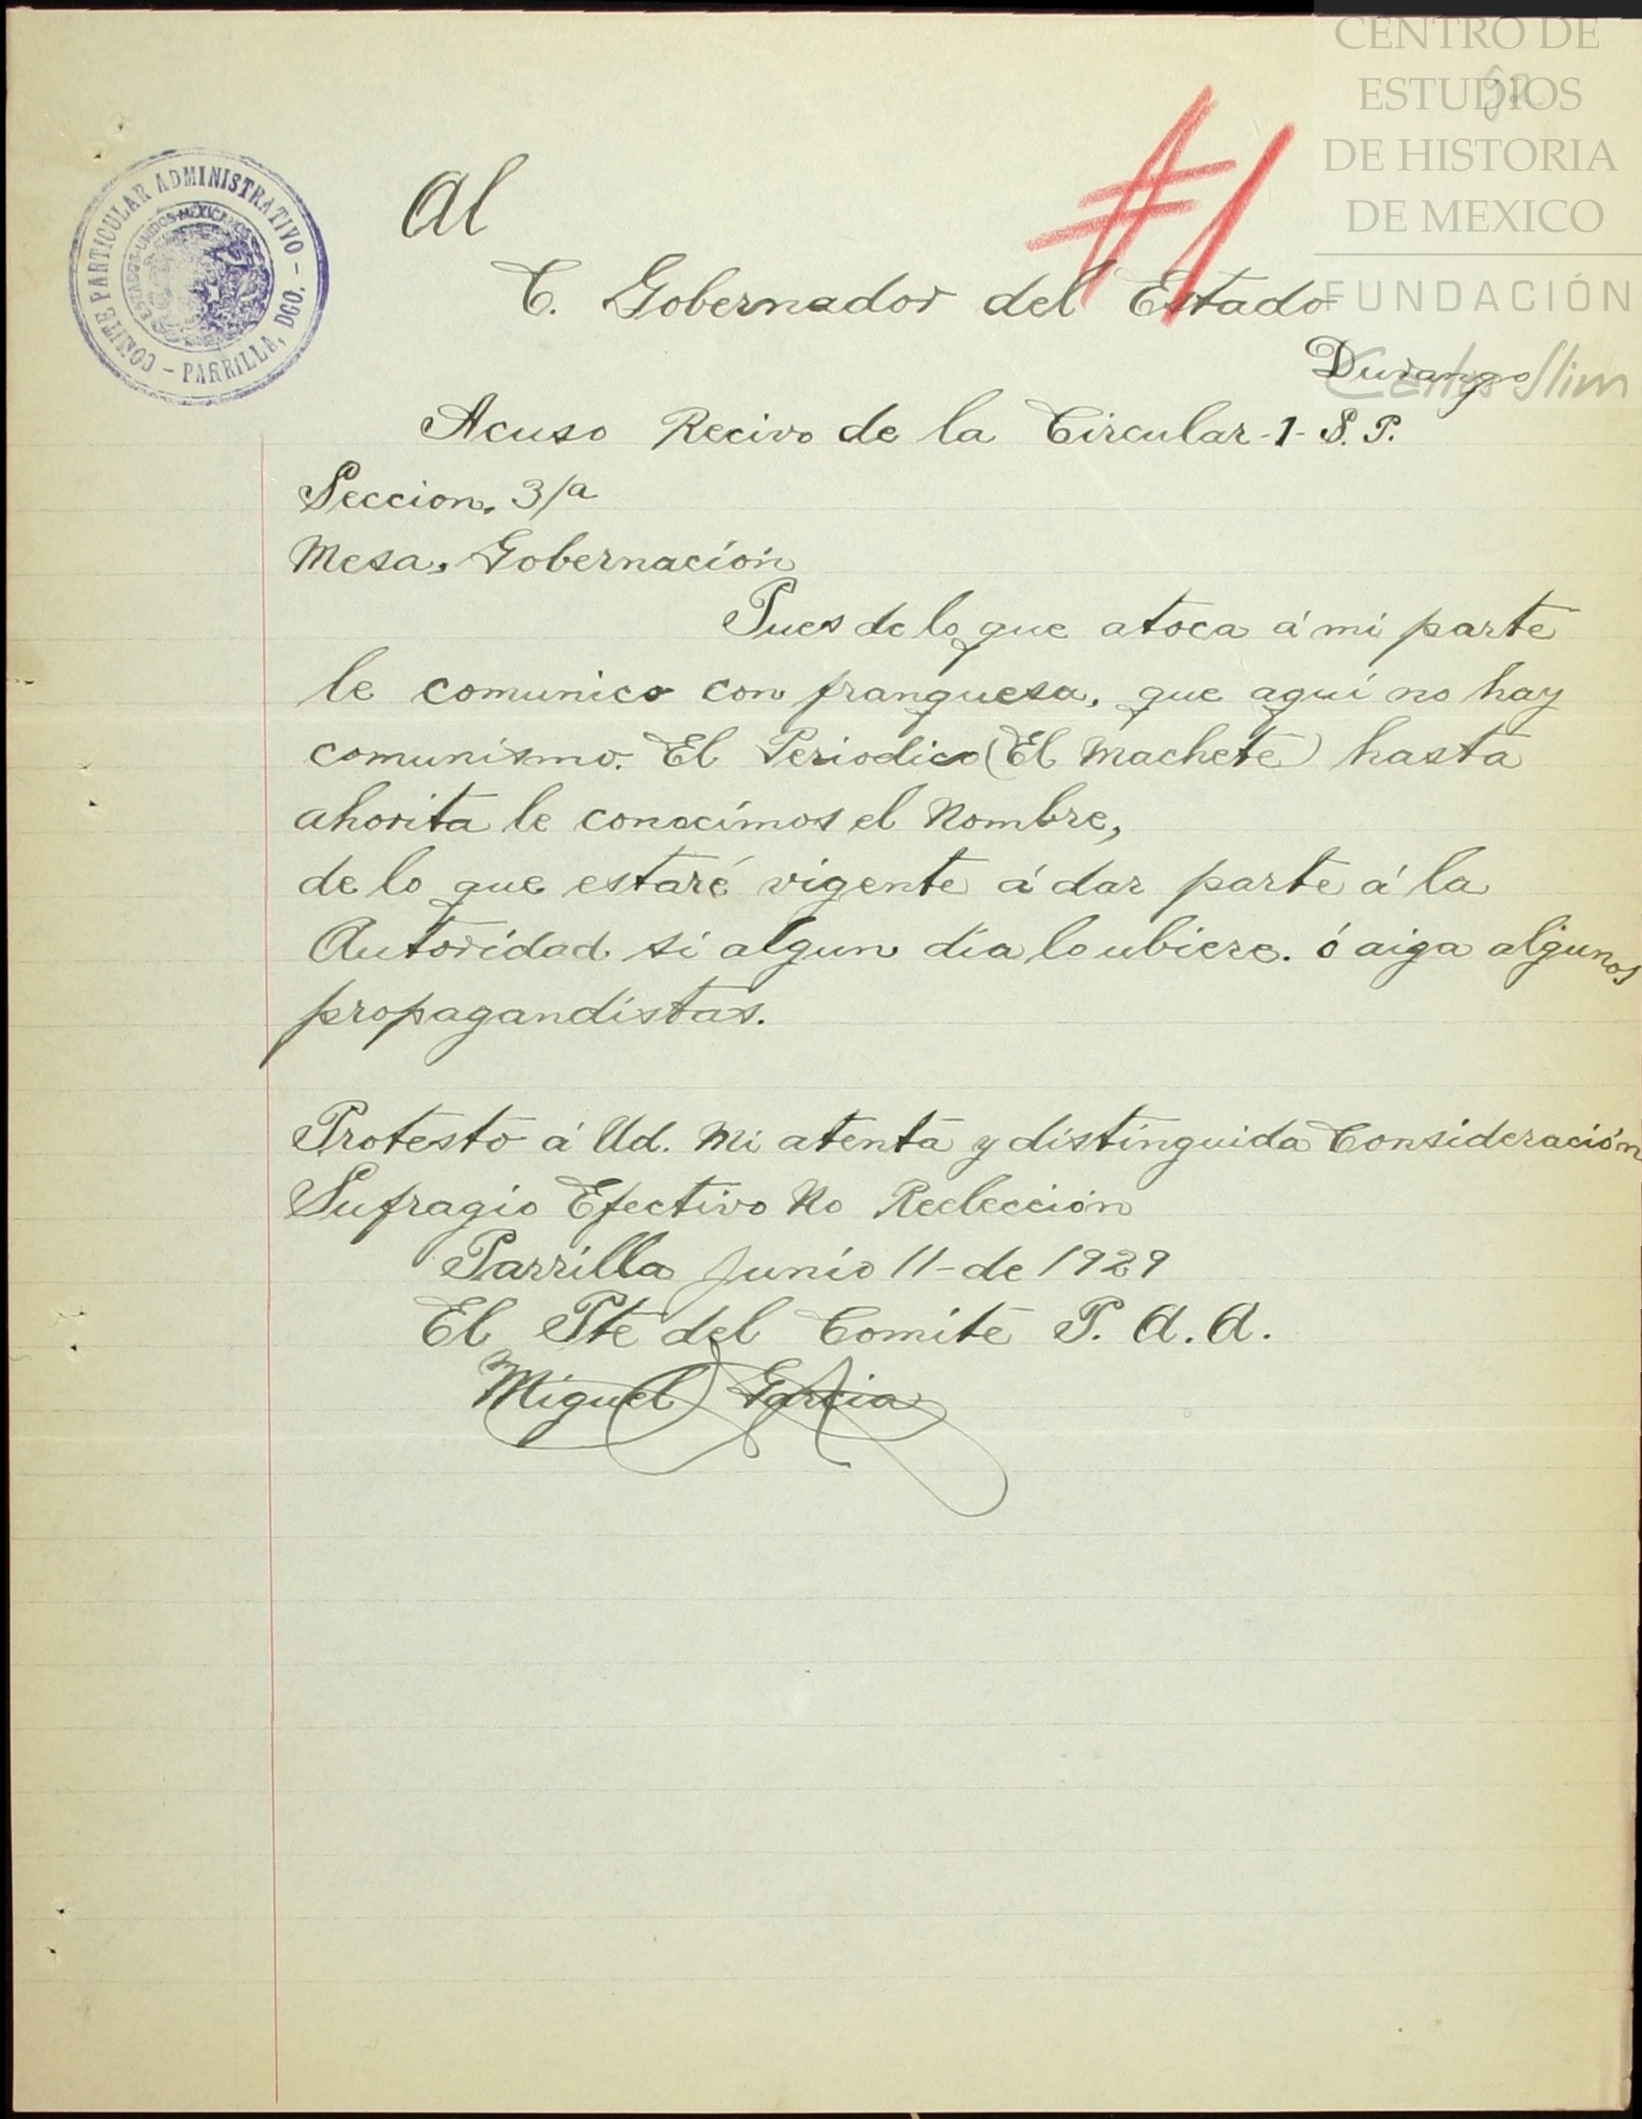 CENTRO DE
ESTUDIOS
DE HISTORIA
DE MEXICO
FUNDACIÓN
Carlos Slim
COMITE PARTICULAR ADMINISTRATIVO - PARRILLA, DGO. -
ESTADOS UNIDOS MEXICANOS
#1
Al
C. Gobernador del Estado
Durango
Acuso Recivo de la Circular-1-S. P.
Seccion. 3/a
Mesa, Gobernación
Pues de lo que atoca á mi parte
le comunico con franquesa, que aquí no hay
comunismo. El Periodico (El Machete) hasta
ahorita le conocímos el Nombre,
de lo que estaré vigente á dar parte á la
Autoridad si algun día lo ubiere. ó aiga algunos
propagandistas.
Protesto á Ud. Mi atenta y distinguida Consideración
Sufragio Efectivo No Reelección
Parrilla Junio 11-de 1929
El Pte del Comite P. A. A.
Miguel Garcia